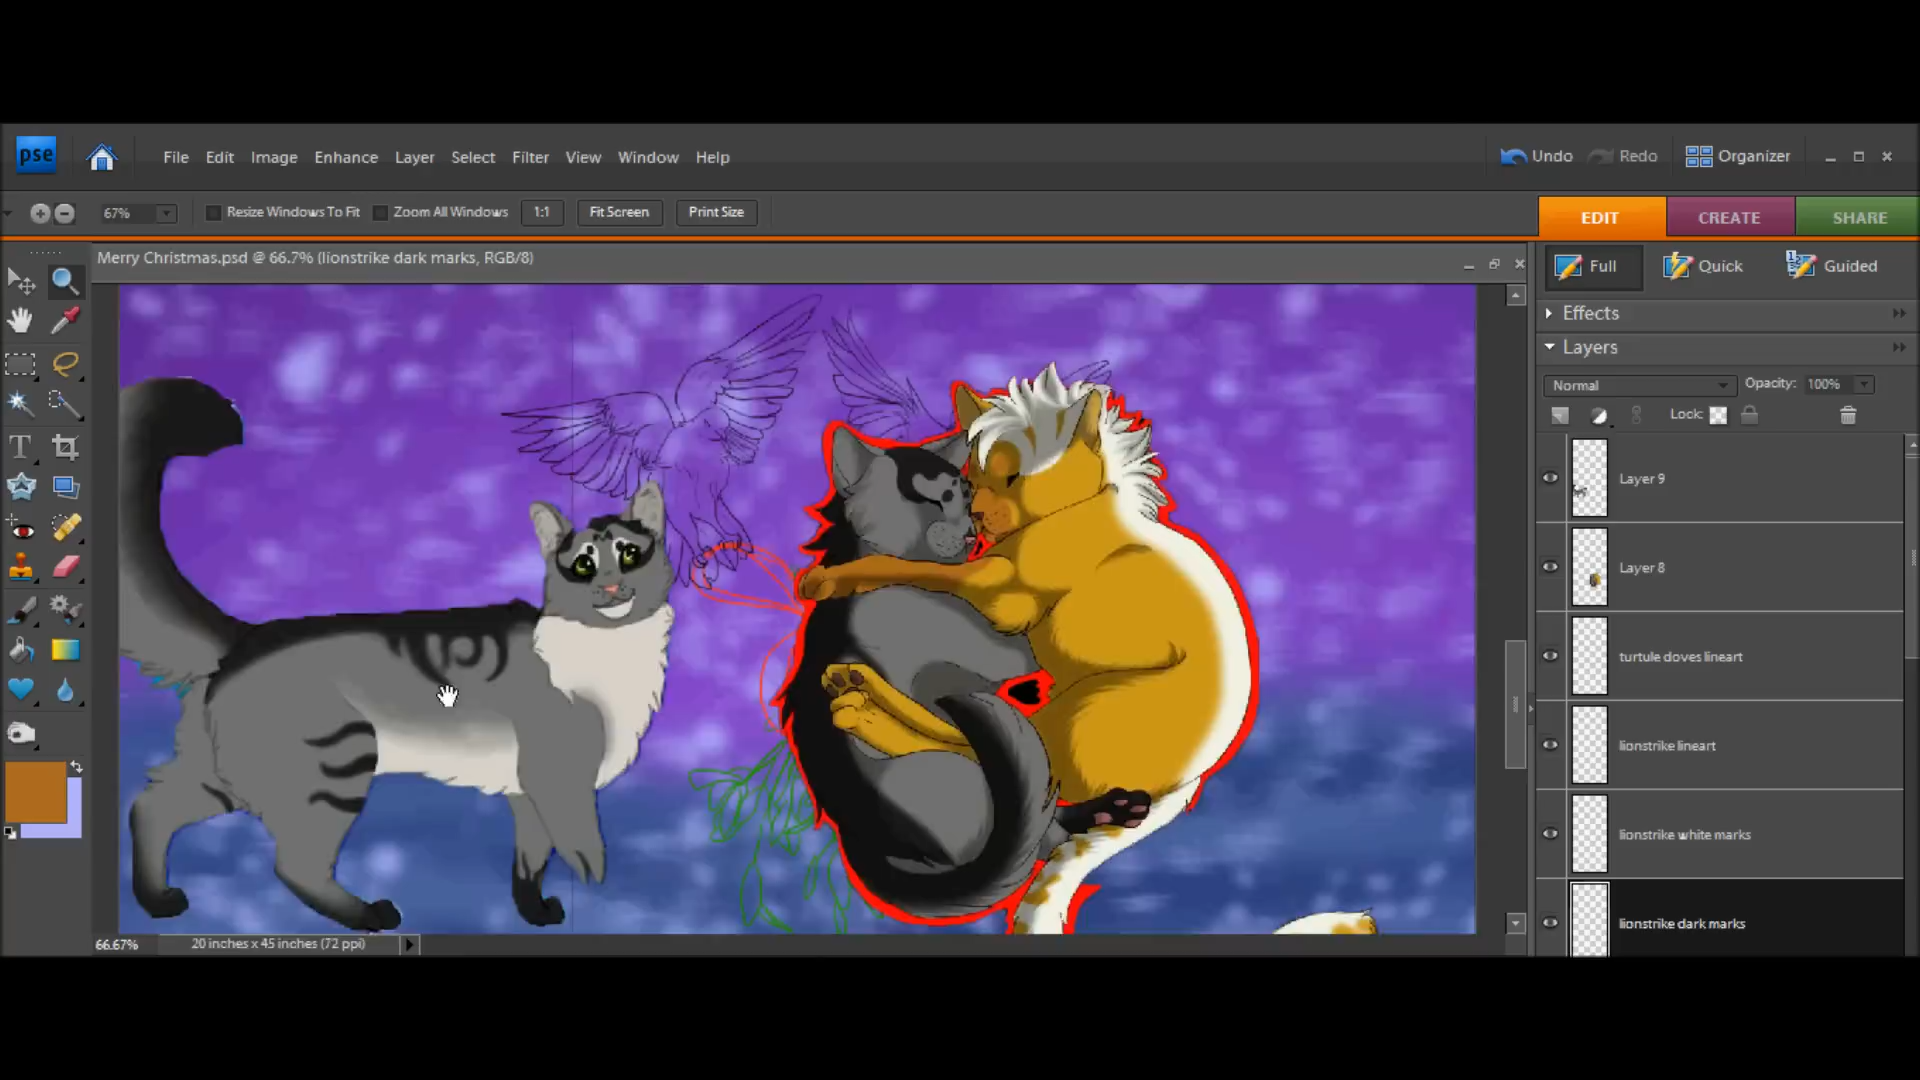 pse File Edit Image Enhance Layer Select Filter View Window Help Undo Redo Organizer
67% Resize Windows To Fit Zoom All Windows 1:1 Fit Screen Print Size EDIT CREATE SHARE
Merry Christmas.psd @ 66.7% (lionstrike dark marks, RGB/8)
Full Quick Guided
Effects
Layers
Normal Opacity: 100%
Lock:
Layer 9
Layer 8
turtule doves lineart
lionstrike lineart
lionstrike white marks
lionstrike dark marks
66.67% 20 inches x 45 inches (72 ppi)